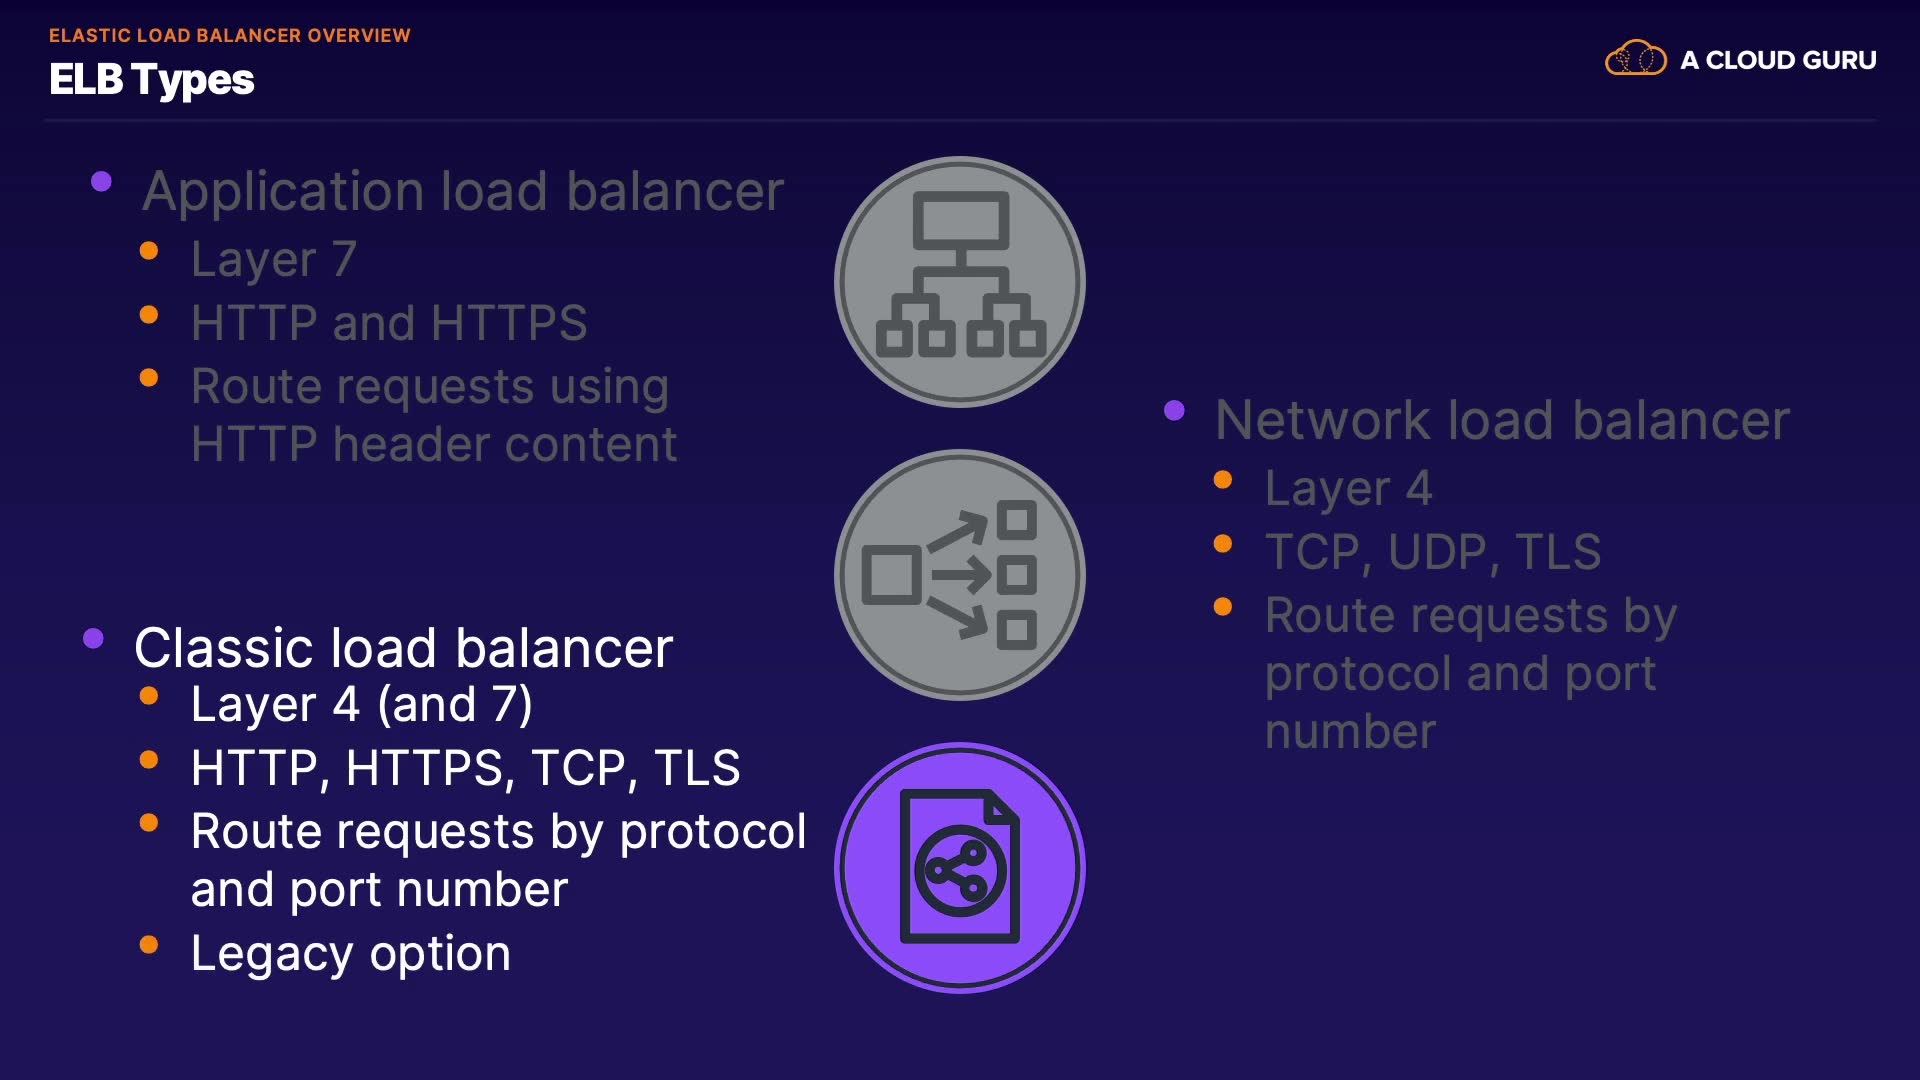 ELASTIC LOAD BALANCER OVERVIEW
ELB Types
A CLOUD GURU
Application load balancer
Layer 7
HTTP and HTTPS
Route requests using
HTTP header content
Network load balancer
Layer 4
TCP, UDP, TLS
Route requests by
protocol and port
number
Classic load balancer
Layer 4 (and 7)
HTTP, HTTPS, TCP, TLS
Route requests by protocol
and port number
Legacy option